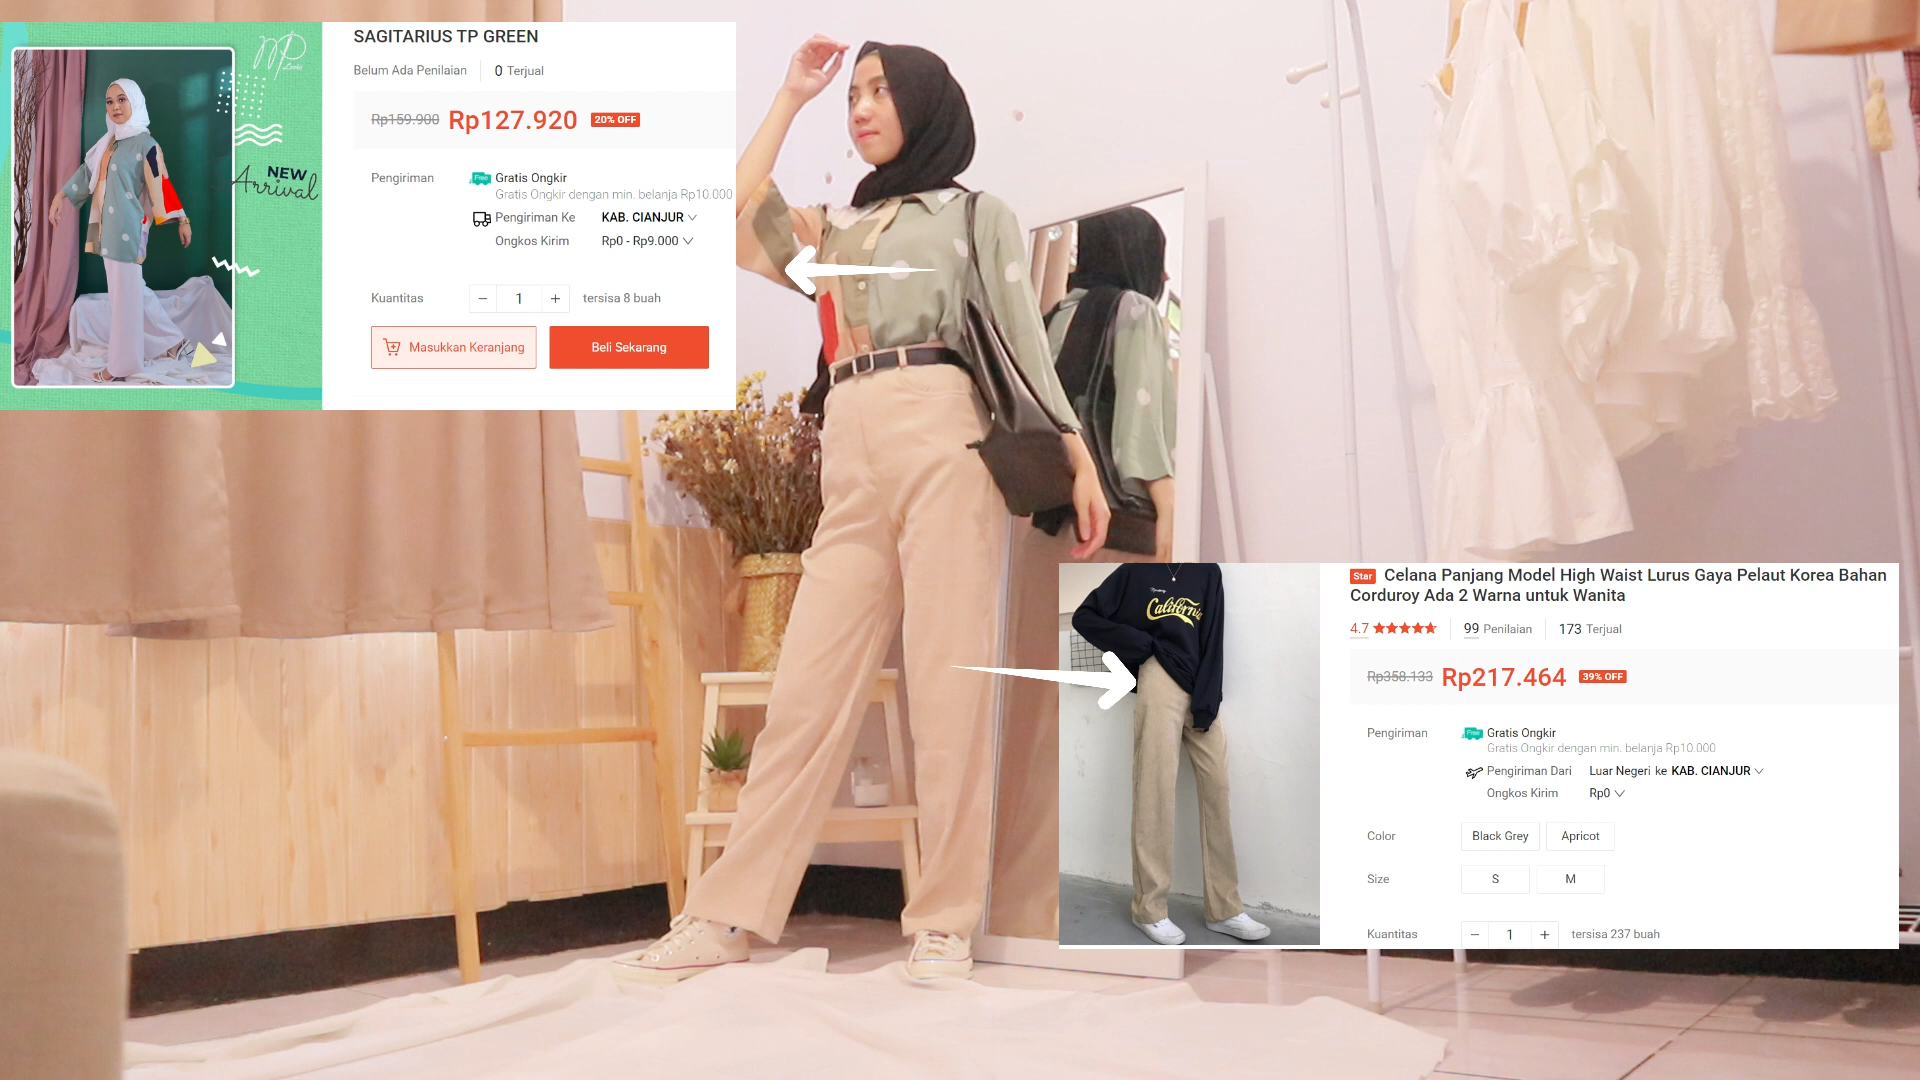 MP
Looks
NEW
Arrival
SAGITARIUS TP GREEN
Belum Ada Penilaian 0 Terjual
Rp159.900 Rp127.920 20% OFF
Pengiriman Free Gratis Ongkir
Gratis Ongkir dengan min. belanja Rp10.000
Pengiriman Ke KAB. CIANJUR
Ongkos Kirim Rp0 - Rp9.000
Kuantitas − 1 + tersisa 8 buah
Masukkan Keranjang Beli Sekarang
California
Star Celana Panjang Model High Waist Lurus Gaya Pelaut Korea Bahan
Corduroy Ada 2 Warna untuk Wanita
4.7 99 Penilaian 173 Terjual
Rp358.133 Rp217.464 39% OFF
Pengiriman Free Gratis Ongkir
Gratis Ongkir dengan min. belanja Rp10.000
Pengiriman Dari Luar Negeri ke KAB. CIANJUR
Ongkos Kirim Rp0
Color Black Grey Apricot
Size S M
Kuantitas − 1 + tersisa 237 buah